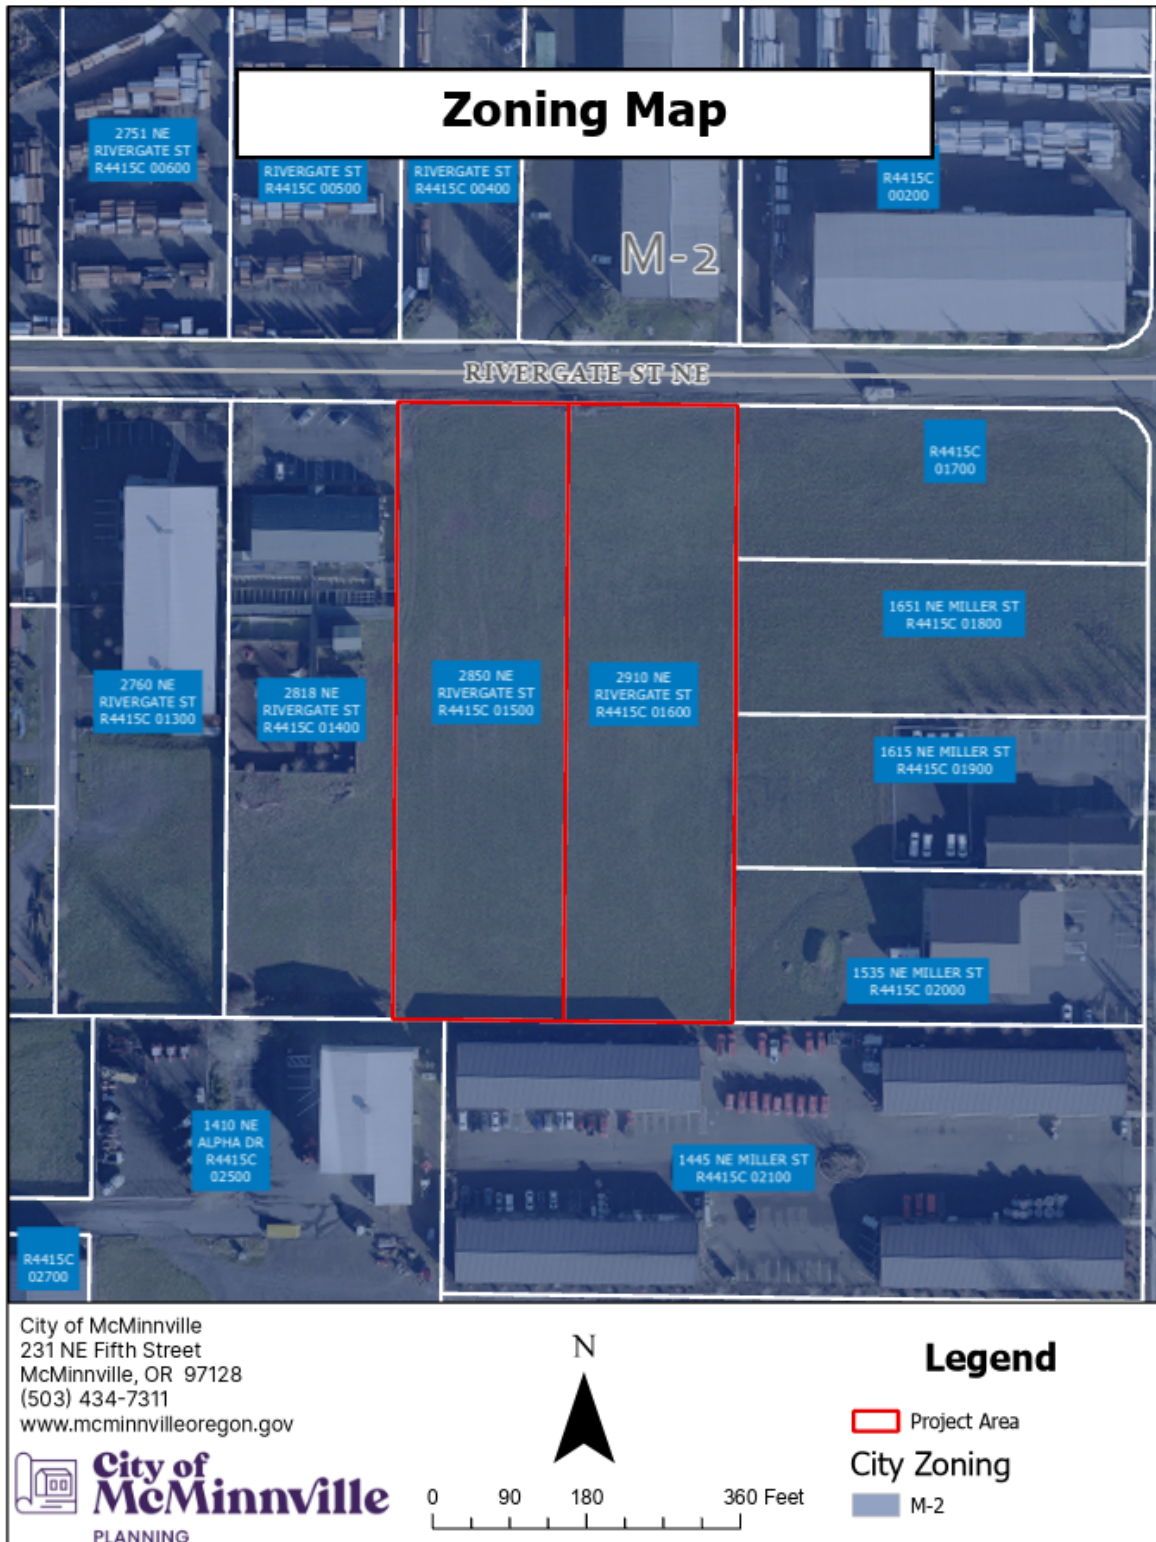 Zoning Map
2751 NE
RIVERGATE ST
R4415C 00600
RIVERGATE ST
R4415C 00500
RIVERGATE ST
R4415C 00400
R4415C
00200
M-2
RIVERGATE ST NE
R4415C
01700
1651 NE MILLER ST
R4415C 01800
2760 NE
RIVERGATE ST
R4415C 01300
2818 NE
RIVERGATE ST
R4415C 01400
2850 NE
RIVERGATE ST
R4415C 01500
2910 NE
RIVERGATE ST
R4415C 01600
1615 NE MILLER ST
R4415C 01900
1535 NE MILLER ST
R4415C 02000
1410 NE
ALPHA DR
R4415C
02500
1445 NE MILLER ST
R4415C 02100
R4415C
02700
City of McMinnville
231 NE Fifth Street
McMinnville, OR 97128
(503) 434-7311
www.mcminnvilleoregon.gov
City of
McMinnville
PLANNING
N
0 90 180 360 Feet
Legend
Project Area
City Zoning
M-2